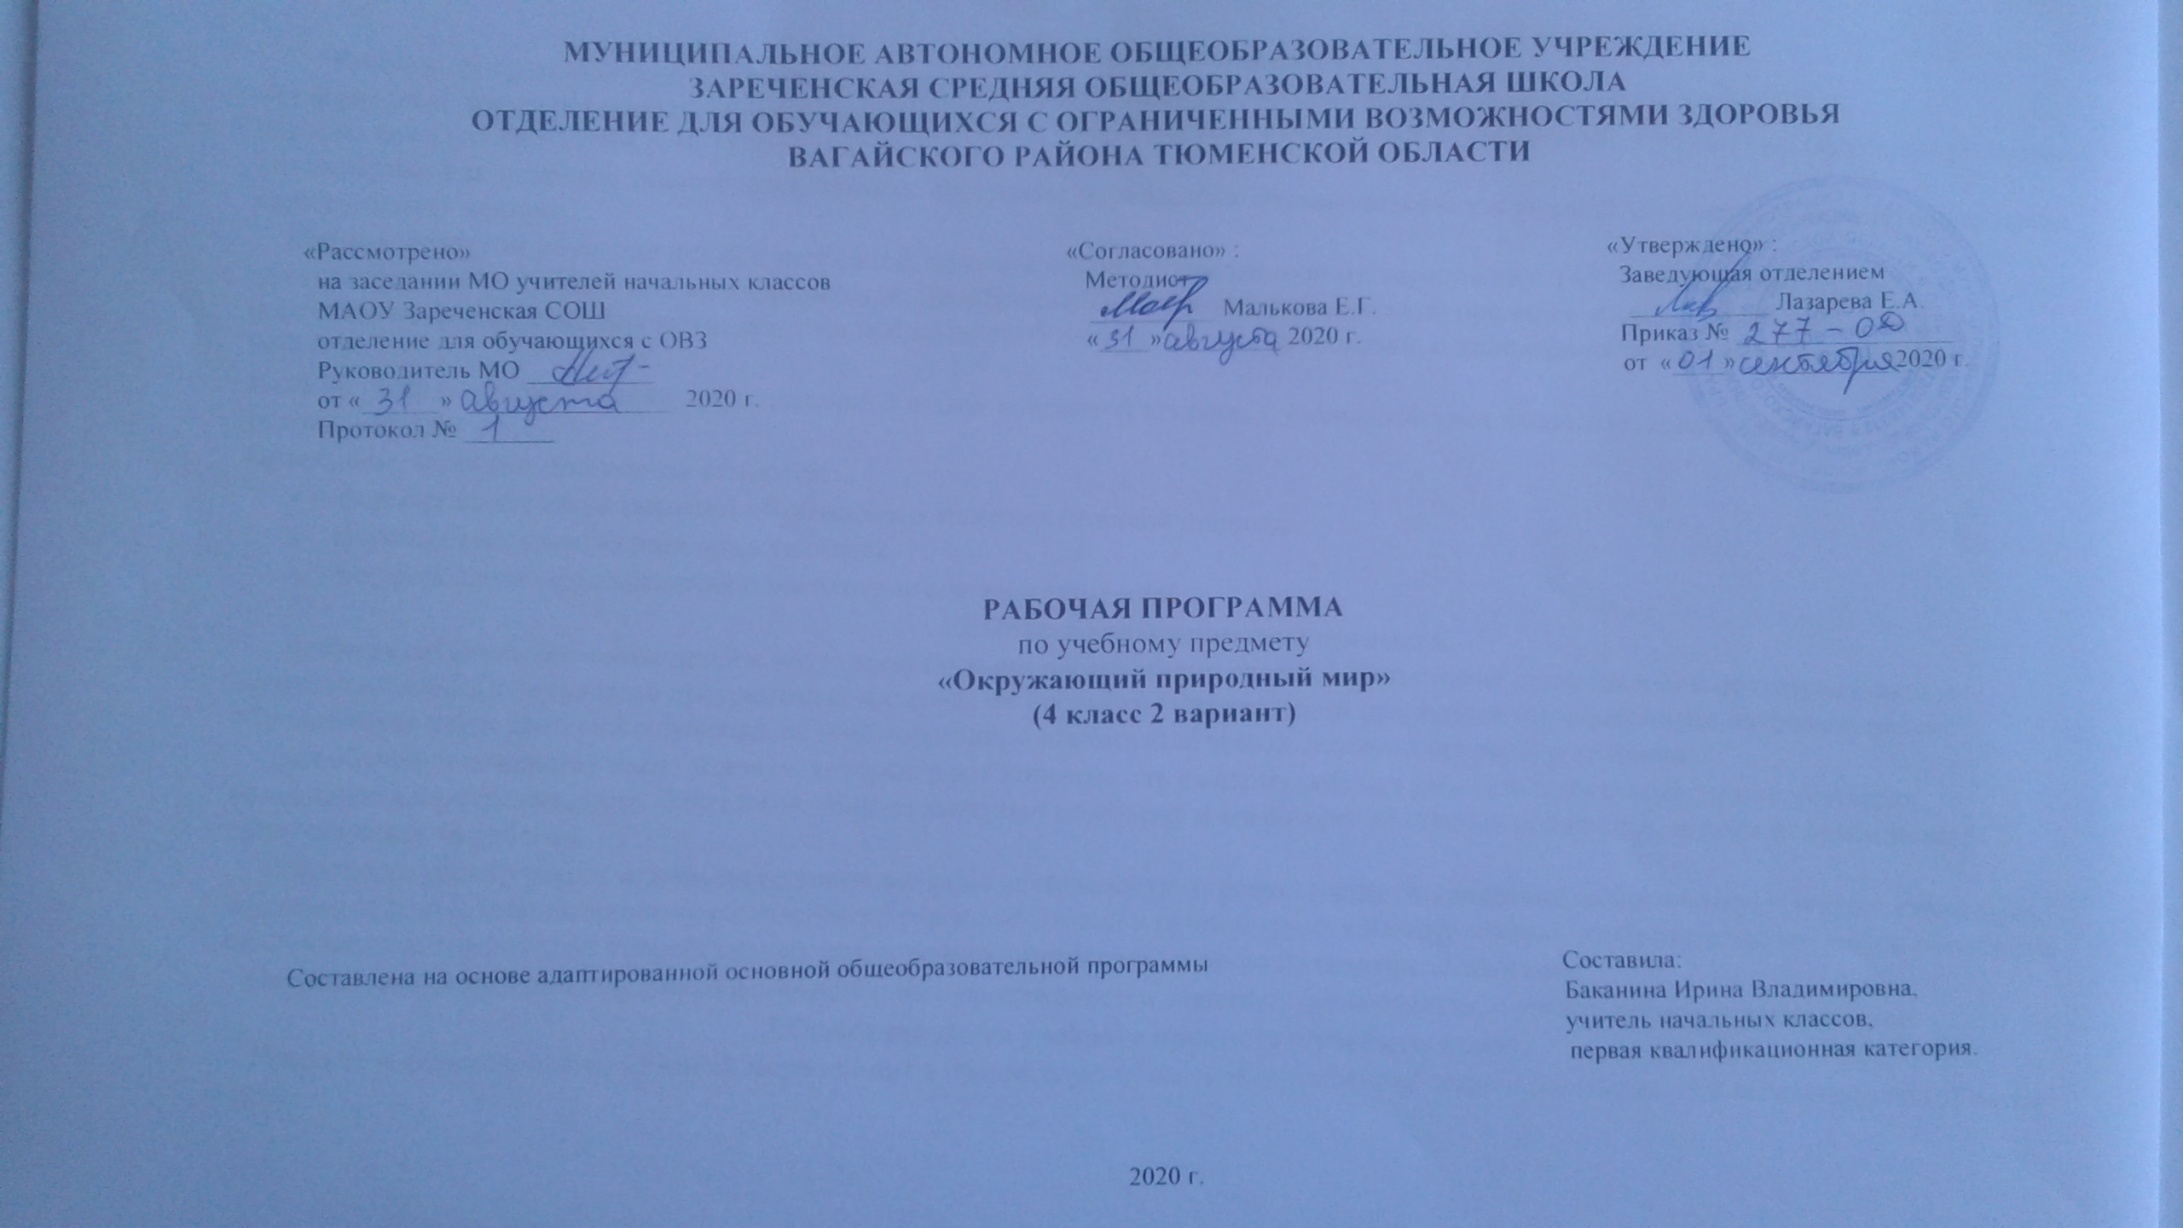 МУНИЦИПАЛЬНОЕ АВТОНОМНОЕ ОБЩЕОБРАЗОВАТЕЛЬНОЕ УЧРЕЖДЕНИЕ
ЗАРЕЧЕНСКАЯ СРЕДНЯЯ ОБЩЕОБРАЗОВАТЕЛЬНАЯ ШКОЛА
ОТДЕЛЕНИЕ ДЛЯ ОБУЧАЮЩИХСЯ С ОГРАНИЧЕННЫМИ ВОЗМОЖНОСТЯМИ ЗДОРОВЬЯ
ВАГАЙСКОГО РАЙОНА ТЮМЕНСКОЙ ОБЛАСТИ
«Рассмотрено»
на заседании МО учителей начальных классов
МАОУ Зареченская СОШ
отделение для обучающихся с ОВЗ
Руководитель МО
от « 31 » августа 2020 г.
Протокол № 1
«Согласовано» :
Методист
Малькова Е.Г.
« 31 » августа 2020 г.
«Утверждено» :
Заведующая отделением
Лазарева Е.А.
Приказ № 277 - ОД
от « 01 » сентября 2020 г.
РАБОЧАЯ ПРОГРАММА
по учебному предмету
«Окружающий природный мир»
(4 класс 2 вариант)
Составлена на основе адаптированной основной общеобразовательной программы
Составила:
Баканина Ирина Владимировна,
учитель начальных классов,
первая квалификационная категория.
2020 г.